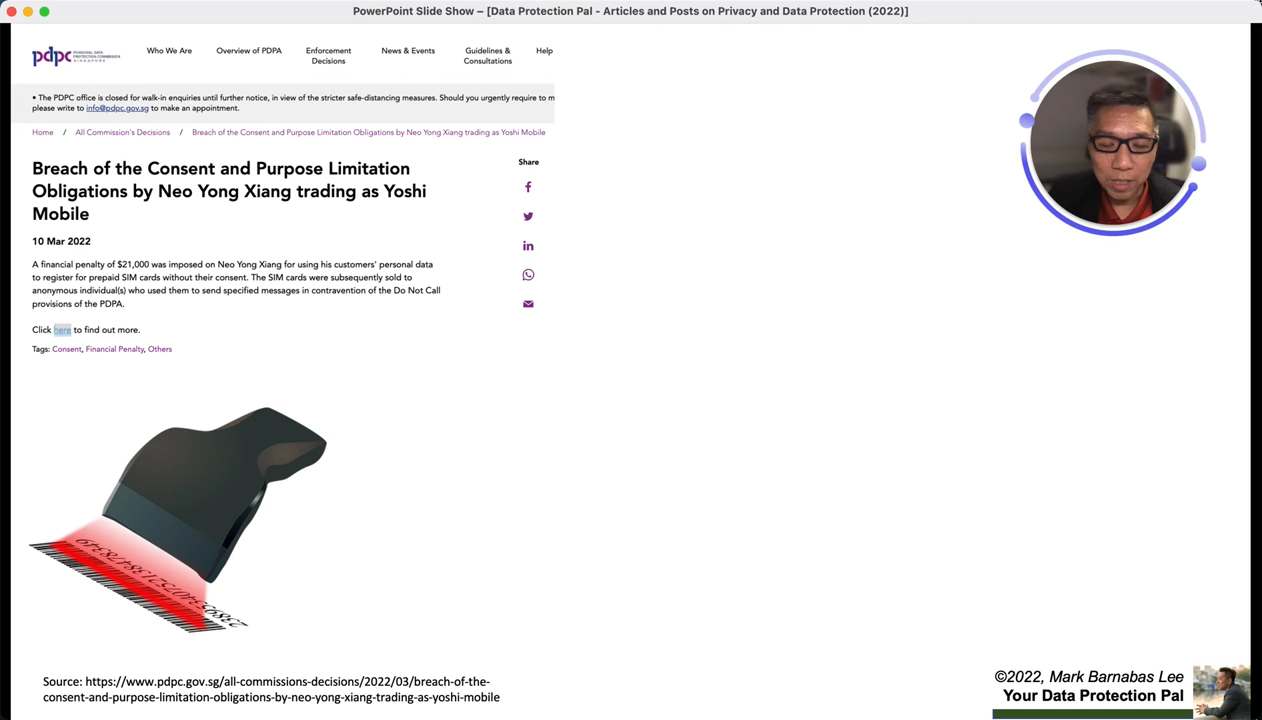 PowerPoint Slide Show – [Data Protection Pal - Articles and Posts on Privacy and Data Protection (2022)]
pdpc PERSONAL DATA
PROTECTION COMMISSION
SINGAPORE
Who We Are
Overview of PDPA
Enforcement
Decisions
News & Events
Guidelines &
Consultations
Help
• The PDPC office is closed for walk-in enquiries until further notice, in view of the stricter safe-distancing measures. Should you urgently require to m
please write to info@pdpc.gov.sg to make an appointment.
Home / All Commission's Decisions / Breach of the Consent and Purpose Limitation Obligations by Neo Yong Xiang trading as Yoshi Mobile
Breach of the Consent and Purpose Limitation
Obligations by Neo Yong Xiang trading as Yoshi
Mobile
Share
10 Mar 2022
A financial penalty of $21,000 was imposed on Neo Yong Xiang for using his customers' personal data
to register for prepaid SIM cards without their consent. The SIM cards were subsequently sold to
anonymous individual(s) who used them to send specified messages in contravention of the Do Not Call
provisions of the PDPA.
Click here to find out more.
Tags: Consent, Financial Penalty, Others
Source: https://www.pdpc.gov.sg/all-commissions-decisions/2022/03/breach-of-the-
consent-and-purpose-limitation-obligations-by-neo-yong-xiang-trading-as-yoshi-mobile
©2022, Mark Barnabas Lee
Your Data Protection Pal